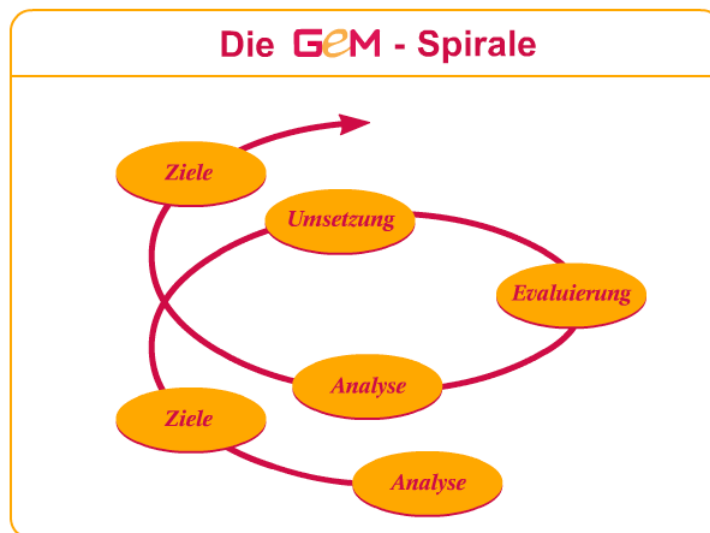 Die GeM - Spirale
Ziele
Umsetzung
Evaluierung
Analyse
Ziele
Analyse